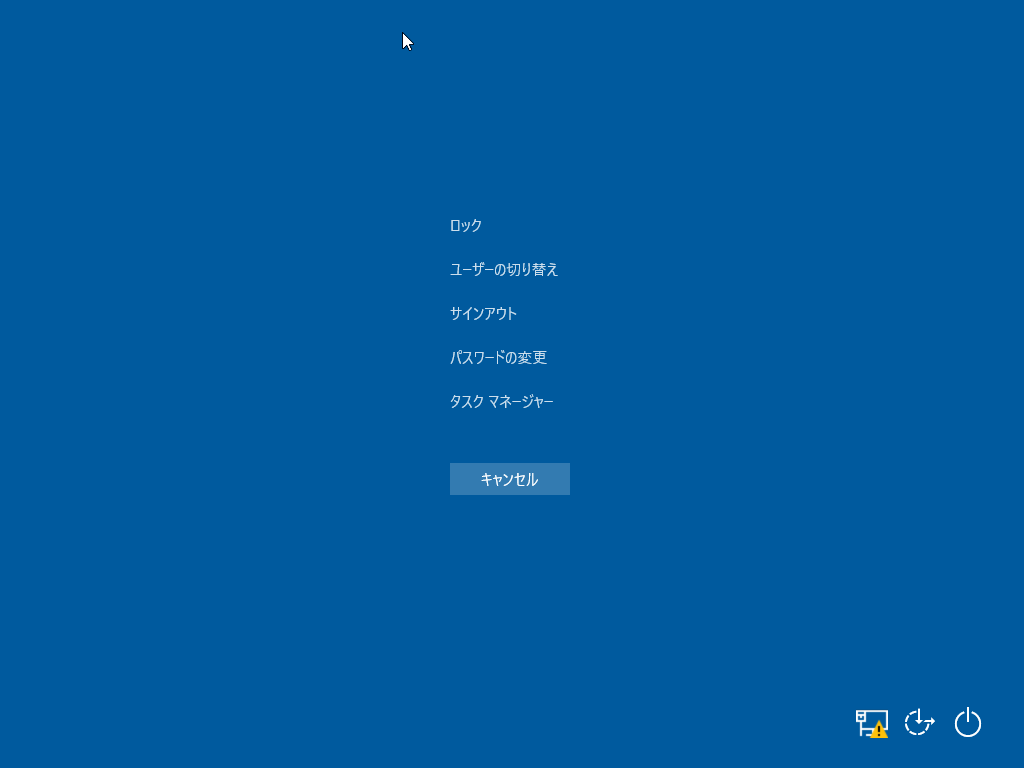 ロック
ユーザーの切り替え
サインアウト
パスワードの変更
タスク マネージャー
キャンセル